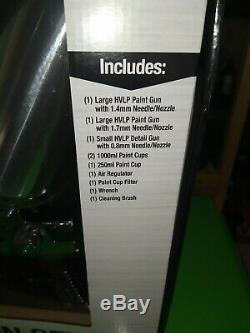 Includes:
(1) Large HVLP Paint Gun
with 1.4mm Needle/Nozzle
(1) Large HVLP Paint Gun
with 1.7mm Needle/Nozzle
(1) Small HVLP Detail Gun
with 0.8mm Needle/Nozzle
(2) 1000ml Paint Cups
(1) 250ml Paint Cup
(1) Air Regulator
(1) Paint Cup Filter
(1) Wrench
(1) Cleaning Brush